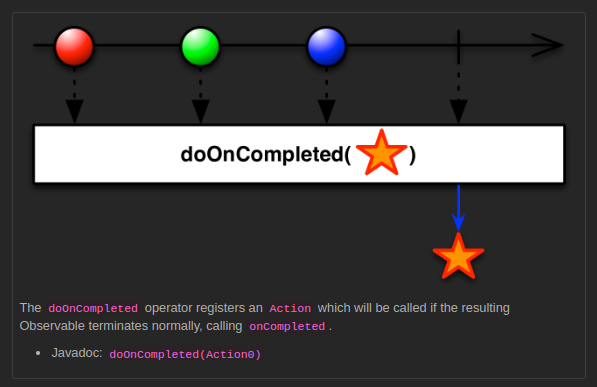 doOnCompleted( )
The doOnCompleted operator registers an Action which will be called if the resulting
Observable terminates normally, calling onCompleted.
• Javadoc: doOnCompleted(Action0)